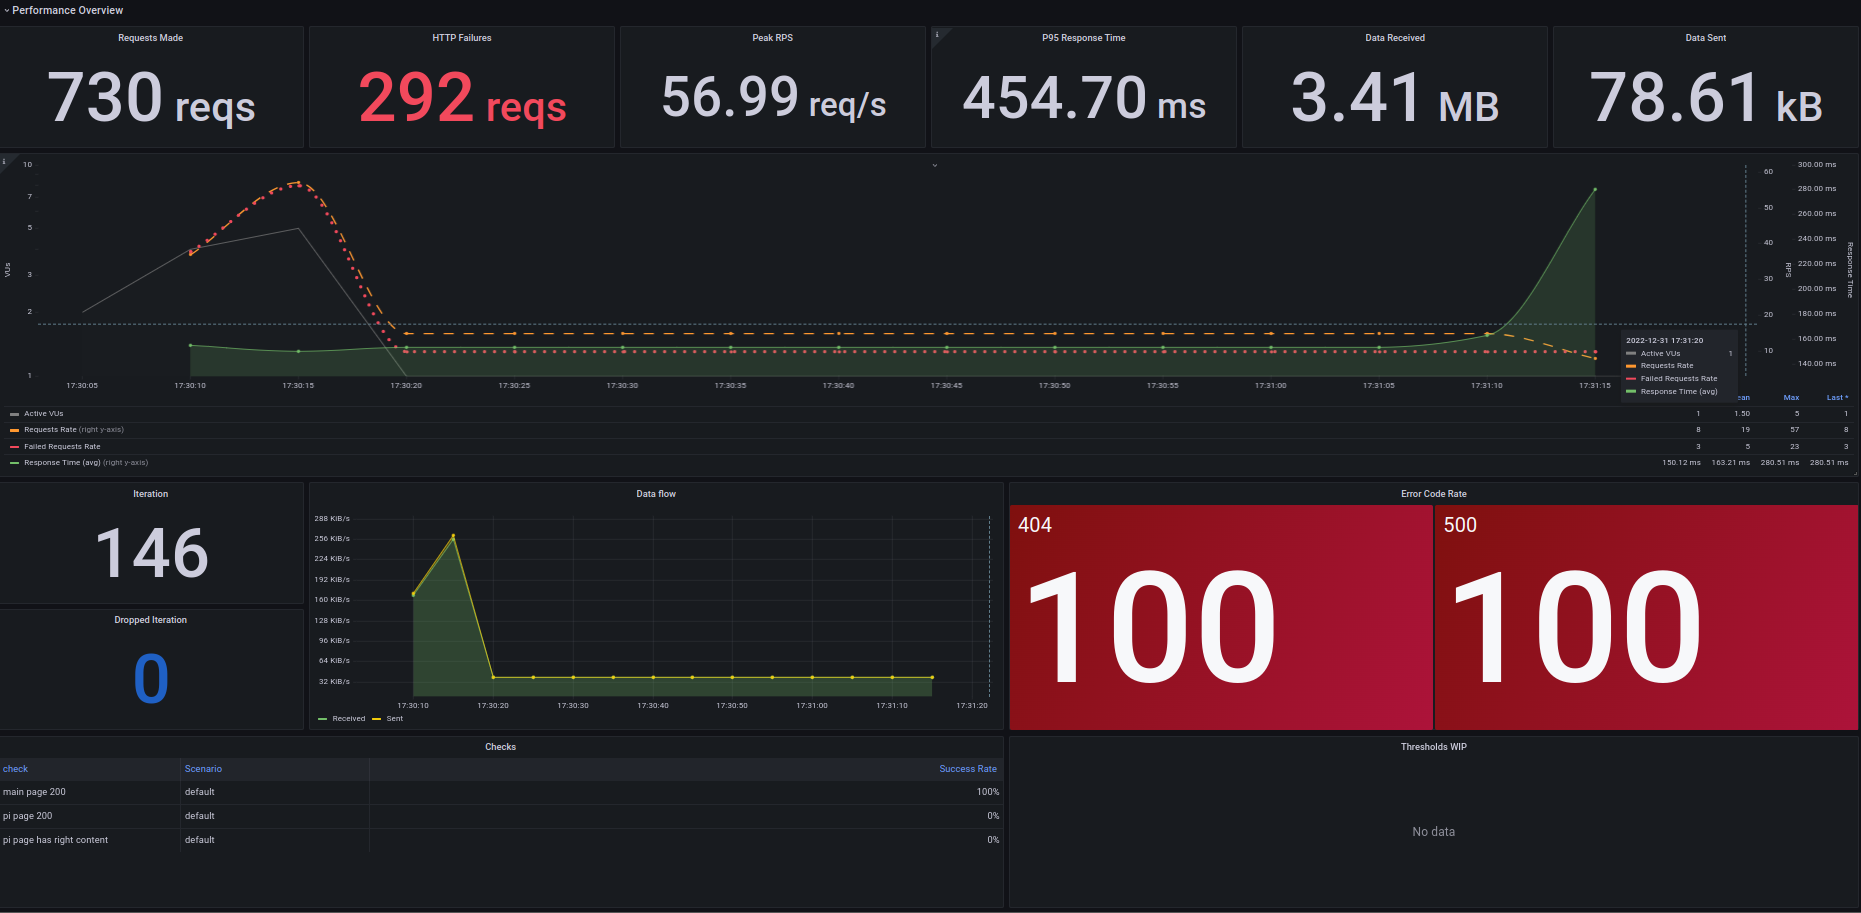 Performance Overview
Requests Made
730 reqs
HTTP Failures
292 reqs
Peak RPS
56.99 req/s
P95 Response Time
454.70 ms
Data Received
3.41 MB
Data Sent
78.61 kB
10
7
5
3
2
1
VUs
60
50
40
30
20
10
RPS
300.00 ms
280.00 ms
260.00 ms
240.00 ms
220.00 ms
200.00 ms
180.00 ms
160.00 ms
140.00 ms
Response Time
17:30:05 17:30:10 17:30:15 17:30:20 17:30:25 17:30:30 17:30:35 17:30:40 17:30:45 17:30:50 17:30:55 17:31:00 17:31:05 17:31:10 17:31:15
2022-12-31 17:31:20
Active VUs 1
Requests Rate
Failed Requests Rate
Response Time (avg)
ean Max Last *
Active VUs 1 1.50 5 1
Requests Rate (right y-axis) 8 19 57 8
Failed Requests Rate 3 5 23 3
Response Time (avg) (right y-axis) 150.12 ms 163.21 ms 280.51 ms 280.51 ms
Iteration
146
Dropped Iteration
0
Data flow
288 KiB/s
256 KiB/s
224 KiB/s
192 KiB/s
160 KiB/s
128 KiB/s
96 KiB/s
64 KiB/s
32 KiB/s
17:30:10 17:30:20 17:30:30 17:30:40 17:30:50 17:31:00 17:31:10 17:31:20
Received Sent
Error Code Rate
404
100
500
100
Checks
check Scenario Success Rate
main page 200 default 100%
pi page 200 default 0%
pi page has right content default 0%
Thresholds WIP
No data